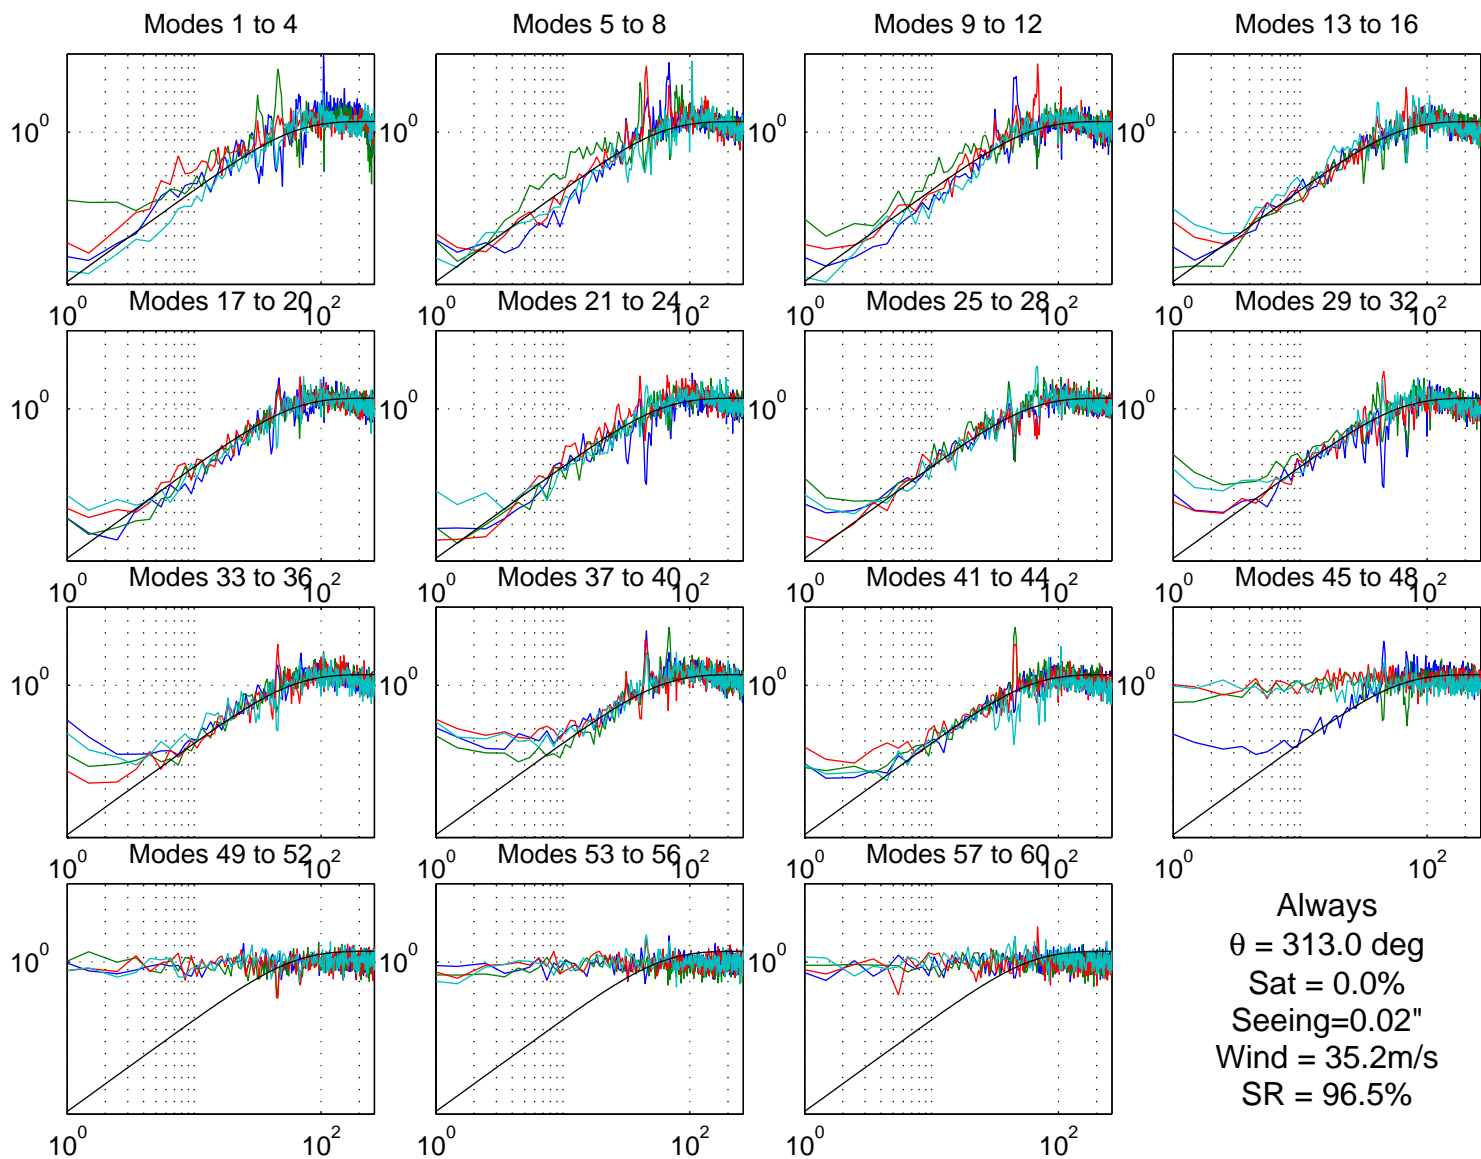 Modes 1 to 4
Modes 5 to 8
Modes 9 to 12
Modes 13 to 16
10^0
10^0
10^0
10^0 Modes 17 to 20 10^2
10^0 Modes 21 to 24 10^2
10^0 Modes 25 to 28 10^2
10^0 Modes 29 to 32 10^2
10^0
10^0
10^0
10^0 Modes 33 to 36 10^2
10^0 Modes 37 to 40 10^2
10^0 Modes 41 to 44 10^2
10^0 Modes 45 to 48 10^2
10^0
10^0
10^0
10^0 Modes 49 to 52 10^2
10^0 Modes 53 to 56 10^2
10^0 Modes 57 to 60 10^2
10^0 10^2
10^0
10^0
10^0
10^0 10^2
10^0 10^2
10^0 10^2
Always
θ = 313.0 deg
Sat = 0.0%
Seeing=0.02"
Wind = 35.2m/s
SR = 96.5%